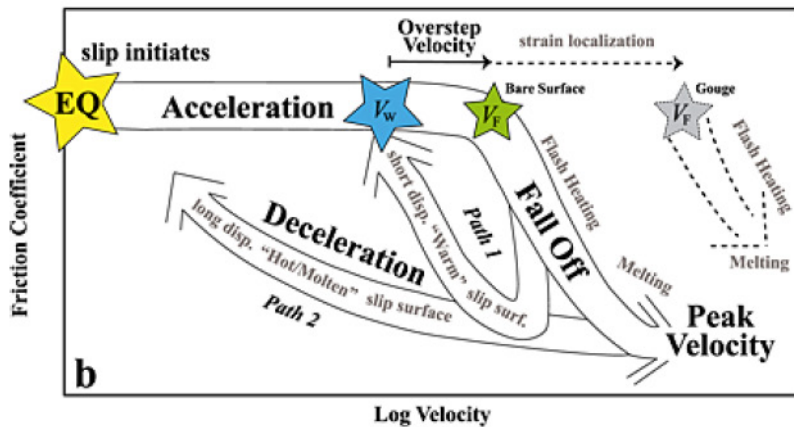 slip initiates
Overstep
Velocity
strain localization
EQ
Acceleration
Vw
Bare Surface
VF
Gouge
VF
Flash Heating
Flash Heating
Fall Off
Melting
Melting
short disp. “Warm” slip surf.
Path 1
Deceleration
long disp. “Hot/Molten” slip surface
Path 2
Peak
Velocity
b
Friction Coefficient
Log Velocity